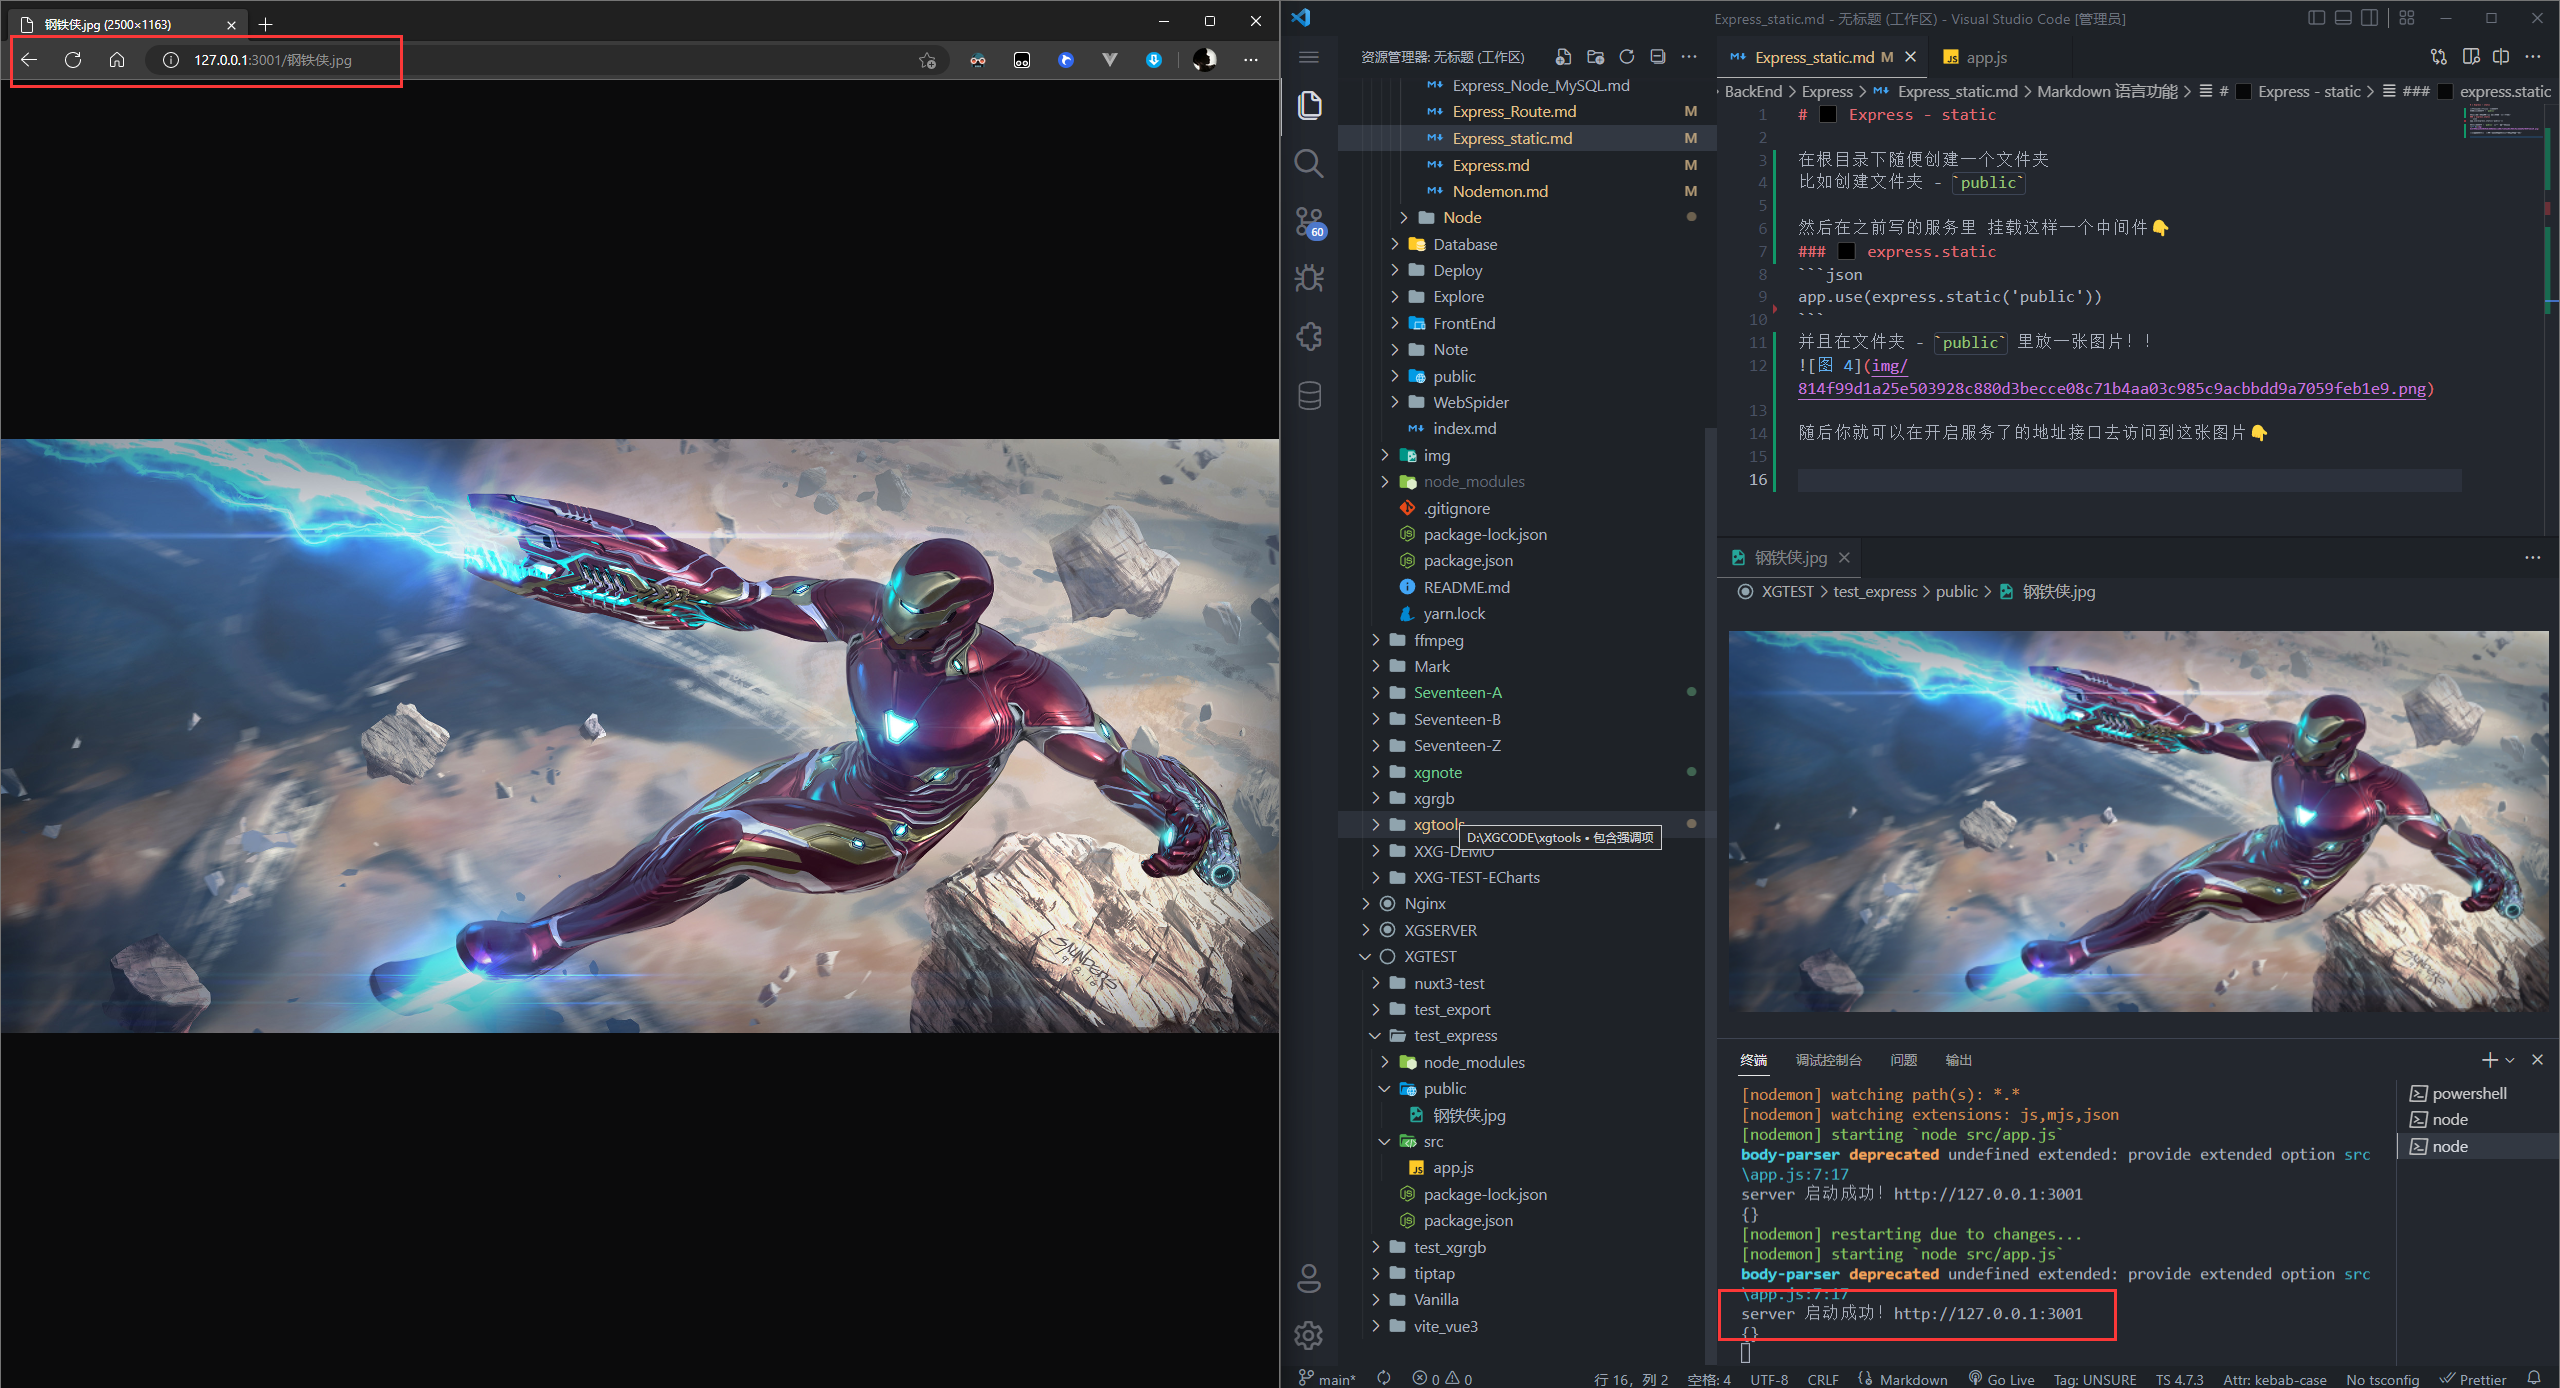 钢铁侠.jpg (2500×1163)
127.0.0.1:3001/钢铁侠.jpg
SAUNDERS
Express_static.md - 无标题 (工作区) - Visual Studio Code [管理员]
资源管理器: 无标题 (工作区)
Express_Node_MySQL.md
Express_Route.md M
Express_static.md M
Express.md M
Nodemon.md M
Node
Database
Deploy
Explore
FrontEnd
Note
public
WebSpider
index.md
img
node_modules
.gitignore
package-lock.json
package.json
README.md
yarn.lock
ffmpeg
Mark
Seventeen-A
Seventeen-B
Seventeen-Z
xgnote
xgrgb
xgtools
D:\XGCODE\xgtools • 包含强调项
XXG-DEMO
XXG-TEST-ECharts
Nginx
XGSERVER
XGTEST
nuxt3-test
test_export
test_express
node_modules
public
钢铁侠.jpg
src
app.js
package-lock.json
package.json
test_xgrgb
tiptap
Vanilla
vite_vue3
60
Express_static.md M
app.js
BackEnd > Express > Express_static.md > Markdown 语言功能 > # Express - static > ### express.static
1 # Express - static
2
3 在根目录下随便创建一个文件夹
4 比如创建文件夹 - `public`
5
6 然后在之前写的服务里 挂载这样一个中间件👇
7 ### express.static
8 ```json
9 app.use(express.static('public'))
10 ```
11 并且在文件夹 - `public` 里放一张图片！！
12 ![图 4](img/
814f99d1a25e503928c880d3becce08c71b4aa03c985c9acbbdd9a7059feb1e9.png)
13
14 随后你就可以在开启服务了的地址接口去访问到这张图片👇
15
16
钢铁侠.jpg
XGTEST > test_express > public > 钢铁侠.jpg
终端 调试控制台 问题 输出
[nodemon] watching path(s): *.*
[nodemon] watching extensions: js,mjs,json
[nodemon] starting `node src/app.js`
body-parser deprecated undefined extended: provide extended option src
\app.js:7:17
server 启动成功！http://127.0.0.1:3001
{}
[nodemon] restarting due to changes...
[nodemon] starting `node src/app.js`
body-parser deprecated undefined extended: provide extended option src
\app.js:7:17
server 启动成功！http://127.0.0.1:3001
{}
powershell
node
node
main* 0 0 行 16，列 2 空格: 4 UTF-8 CRLF Markdown Go Live Tag: UNSURE TS 4.7.3 Attr: kebab-case No tsconfig Prettier